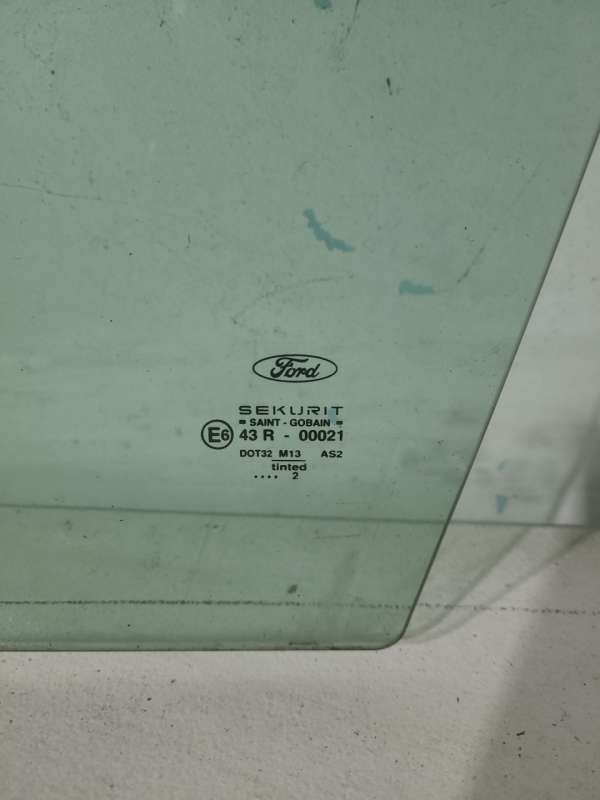 Ford
SEKURIT
= SAINT - GOBAIN =
E6 43 R - 00021
DOT32 M13 AS2
tinted
.... 2